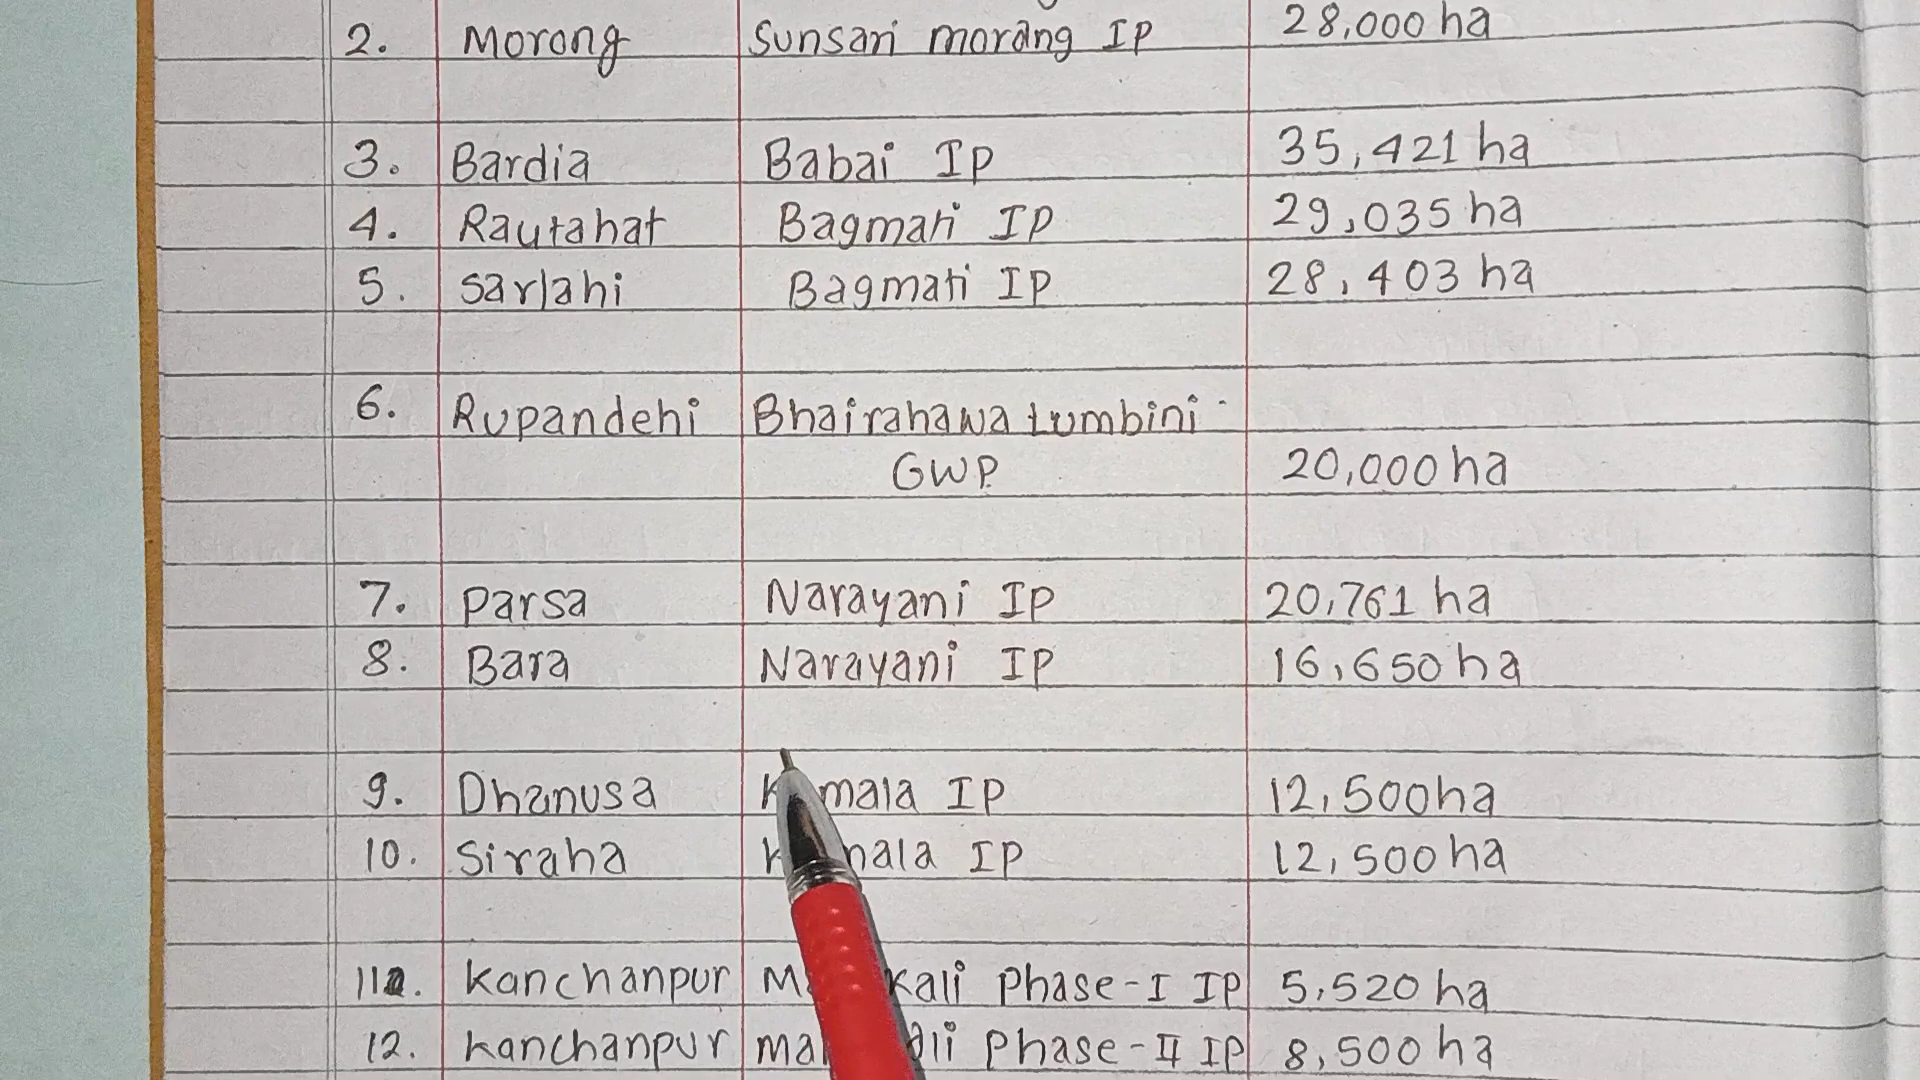 2. Morong Sunsari morang IP 28,000 ha
3. Bardia Babai IP 35,421 ha
4. Rautahat Bagmati IP 29,035 ha
5. Sarlahi Bagmati IP 28,403 ha
6. Rupandehi Bhairahawa Lumbini
GWP 20,000 ha
7. Parsa Narayani IP 20,761 ha
8. Bara Narayani IP 16,650 ha
9. Dhanusa IP 12,500 ha
10. Siraha IP 12,500 ha
11. Kanchanpur Phase-I IP 5,520 ha
12. Kanchanpur Phase-II IP 8,500 ha